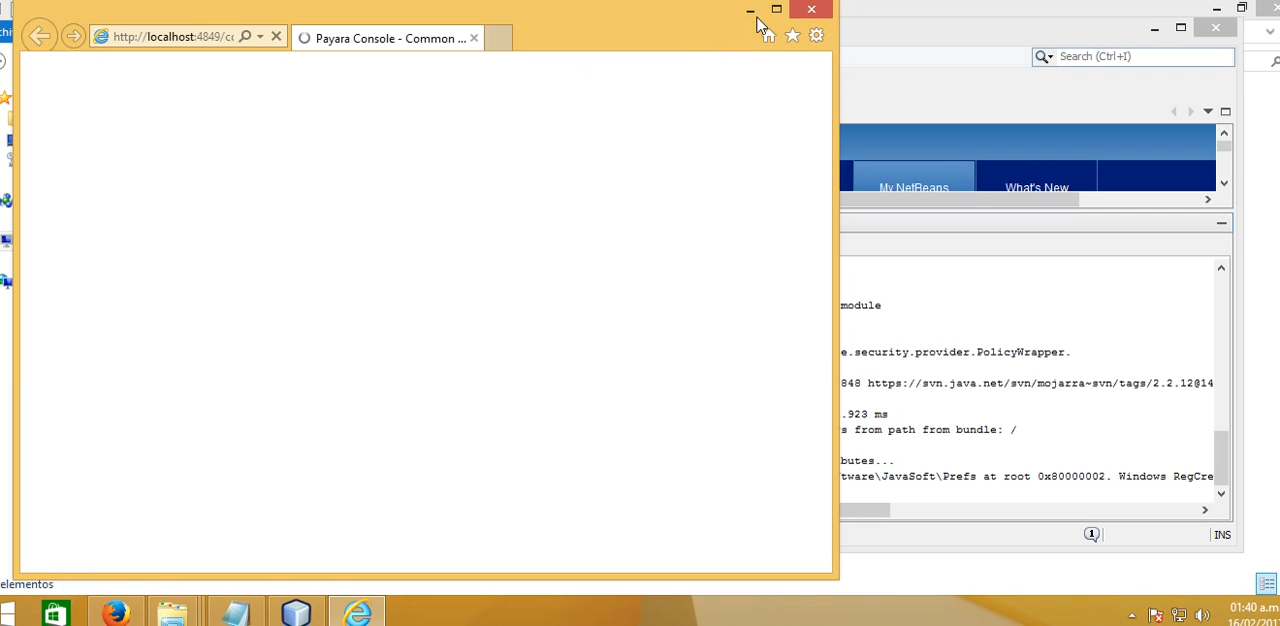 http://localhost:4849/cc
Payara Console - Common ...
Search (Ctrl+I)
My NetBeans
What's New
module
e.security.provider.PolicyWrapper.
848 https://svn.java.net/svn/mojarra~svn/tags/2.2.12@14
.923 ms
s from path from bundle: /
butes...
tware\JavaSoft\Prefs at root 0x80000002. Windows RegCre
1
INS
elementos
01:40 a.m
16/02/201